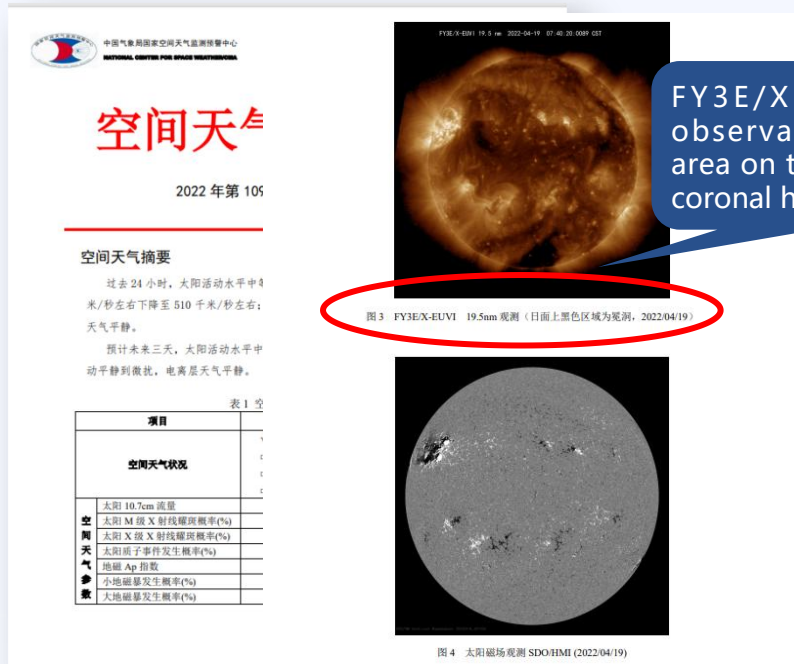 中国气象局国家空间天气监测预警中心
NATIONAL CENTER FOR SPACE WEATHER/CMA
空间天气
2022 年第 109
空间天气摘要
过去 24 小时，太阳活动水平中等
米/秒左右下降至 510 千米/秒左右；
天气平静。
预计未来三天，太阳活动水平中
动平静到微扰，电离层天气平静。
表 1 空
项目
空间天气状况
空间天气参数
太阳 10.7cm 流量
太阳 M 级 X 射线耀斑概率(%)
太阳 X 级 X 射线耀斑概率(%)
太阳质子事件发生概率(%)
地磁 Ap 指数
小地磁暴发生概率(%)
大地磁暴发生概率(%)
FY3E/X-EUVI 19.5 nm 2022-04-19 07:40:20.0089 CST
FY3E/X
observa
area on t
coronal h
图 3 FY3E/X-EUVI 19.5nm 观测（日面上黑色区域为冕洞，2022/04/19）
图 4 太阳磁场观测 SDO/HMI (2022/04/19)